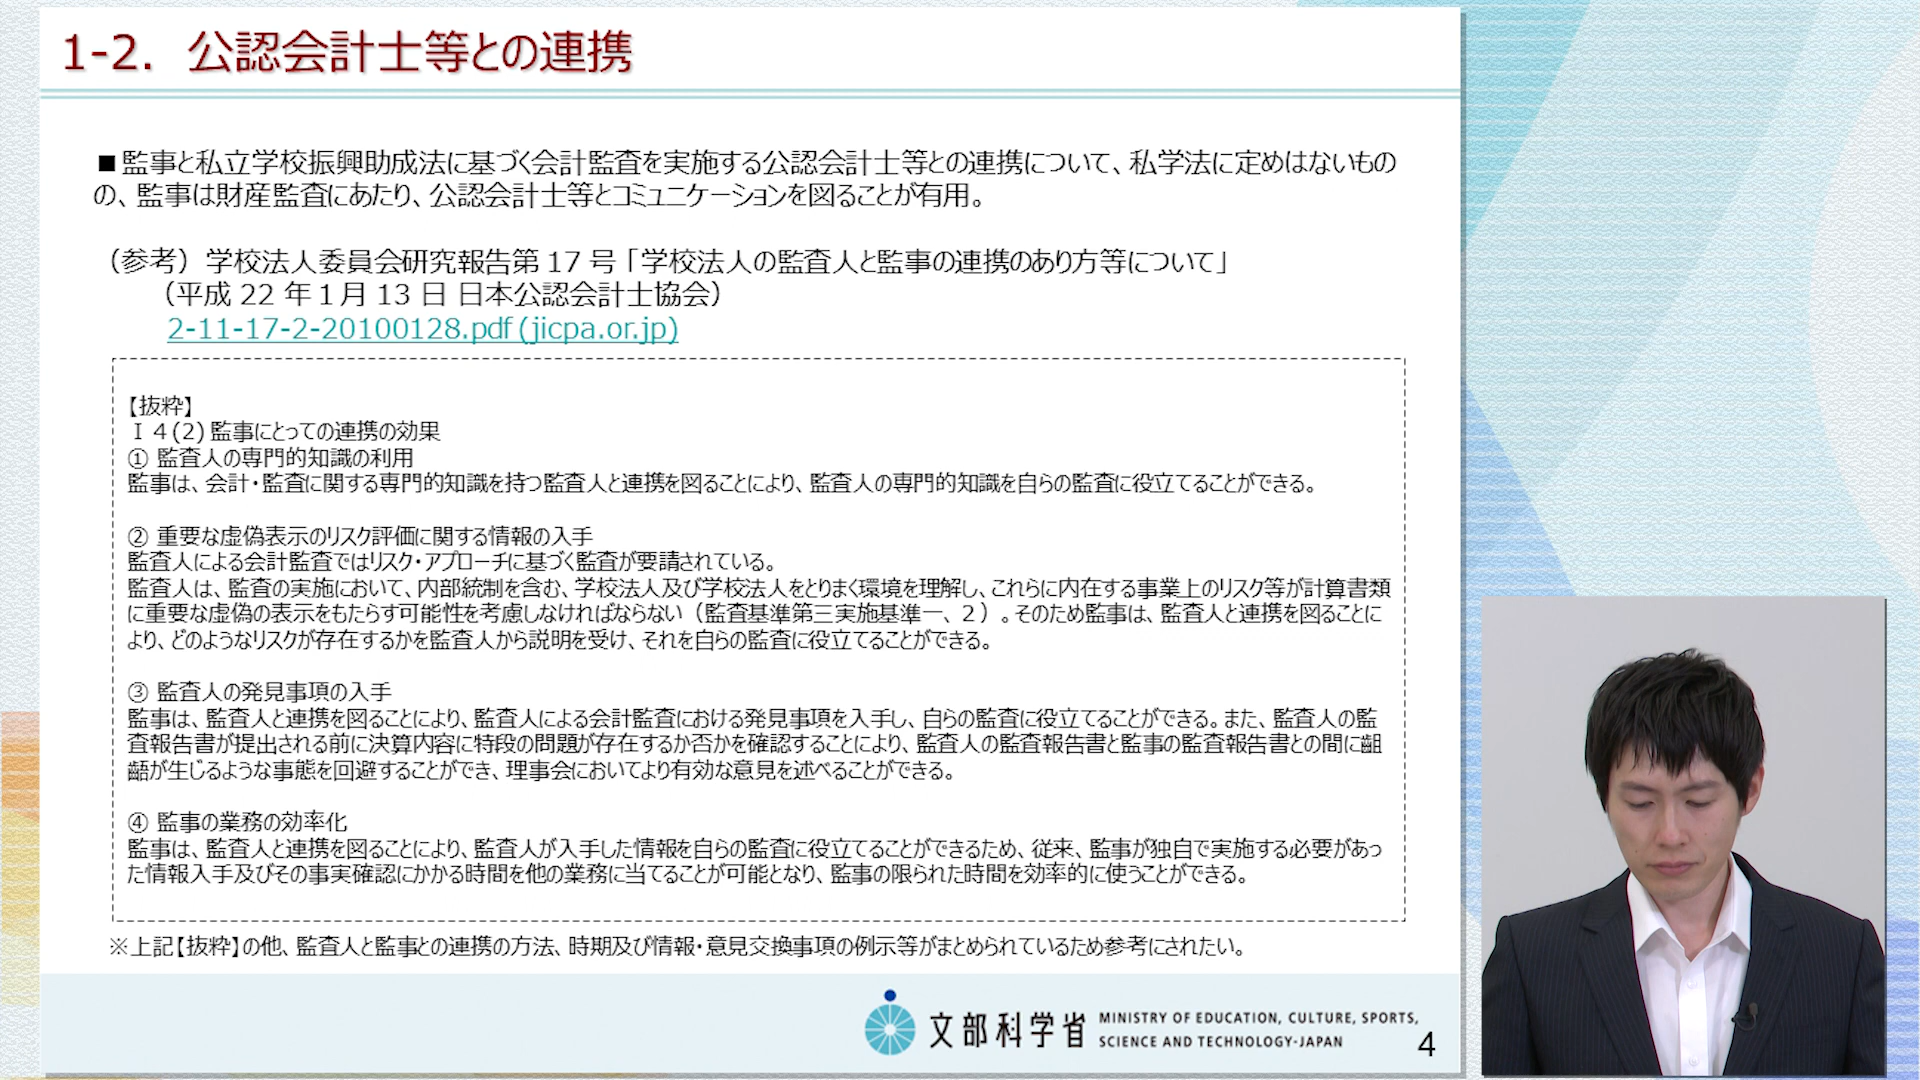 1-2. 公認会計士等との連携
■監事と私立学校振興助成法に基づく会計監査を実施する公認会計士等との連携について、私学法に定めはないもの
の、監事は財産監査にあたり、公認会計士等とコミュニケーションを図ることが有用。
（参考）学校法人委員会研究報告第 17 号「学校法人の監査人と監事の連携のあり方等について」
（平成 22 年１月 13 日 日本公認会計士協会）
2-11-17-2-20100128.pdf (jicpa.or.jp)
【抜粋】
Ｉ４(2) 監事にとっての連携の効果
① 監査人の専門的知識の利用
監事は、会計・監査に関する専門的知識を持つ監査人と連携を図ることにより、監査人の専門的知識を自らの監査に役立てることができる。
② 重要な虚偽表示のリスク評価に関する情報の入手
監査人による会計監査ではリスク・アプローチに基づく監査が要請されている。
監査人は、監査の実施において、内部統制を含む、学校法人及び学校法人をとりまく環境を理解し、これらに内在する事業上のリスク等が計算書類
に重要な虚偽の表示をもたらす可能性を考慮しなければならない（監査基準第三実施基準一、２）。そのため監事は、監査人と連携を図ることに
より、どのようなリスクが存在するかを監査人から説明を受け、それを自らの監査に役立てることができる。
③ 監査人の発見事項の入手
監事は、監査人と連携を図ることにより、監査人による会計監査における発見事項を入手し、自らの監査に役立てることができる。また、監査人の監
査報告書が提出される前に決算内容に特段の問題が存在するか否かを確認することにより、監査人の監査報告書と監事の監査報告書との間に齟
齬が生じるような事態を回避することができ、理事会においてより有効な意見を述べることができる。
④ 監事の業務の効率化
監事は、監査人と連携を図ることにより、監査人が入手した情報を自らの監査に役立てることができるため、従来、監事が独自で実施する必要があっ
た情報入手及びその事実確認にかかる時間を他の業務に当てることが可能となり、監事の限られた時間を効率的に使うことができる。
※上記【抜粋】の他、監査人と監事との連携の方法、時期及び情報・意見交換事項の例示等がまとめられているため参考にされたい。
文部科学省
MINISTRY OF EDUCATION, CULTURE, SPORTS,
SCIENCE AND TECHNOLOGY-JAPAN
4